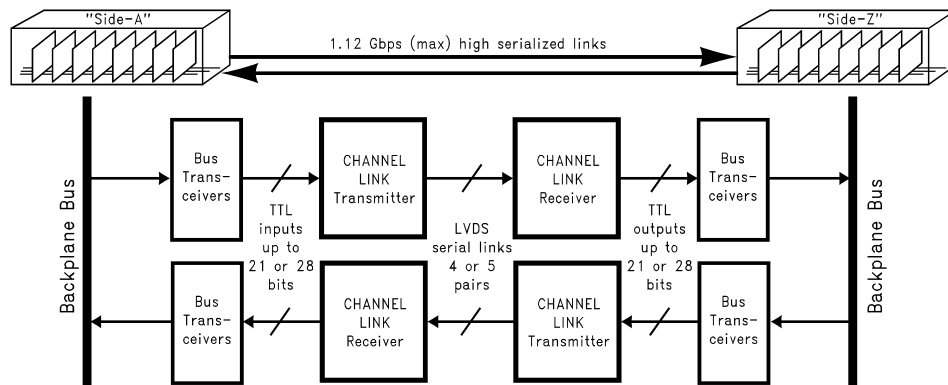 "Side-A"
"Side-Z"
1.12 Gbps (max) high serialized links
Backplane Bus
Bus
Trans-
ceivers
CHANNEL
LINK
Transmitter
CHANNEL
LINK
Receiver
Bus
Trans-
ceivers
Backplane Bus
TTL
inputs
up to
21 or 28
bits
LVDS
serial links
4 or 5
pairs
TTL
outputs
up to
21 or 28
bits
Bus
Trans-
ceivers
CHANNEL
LINK
Receiver
CHANNEL
LINK
Transmitter
Bus
Trans-
ceivers